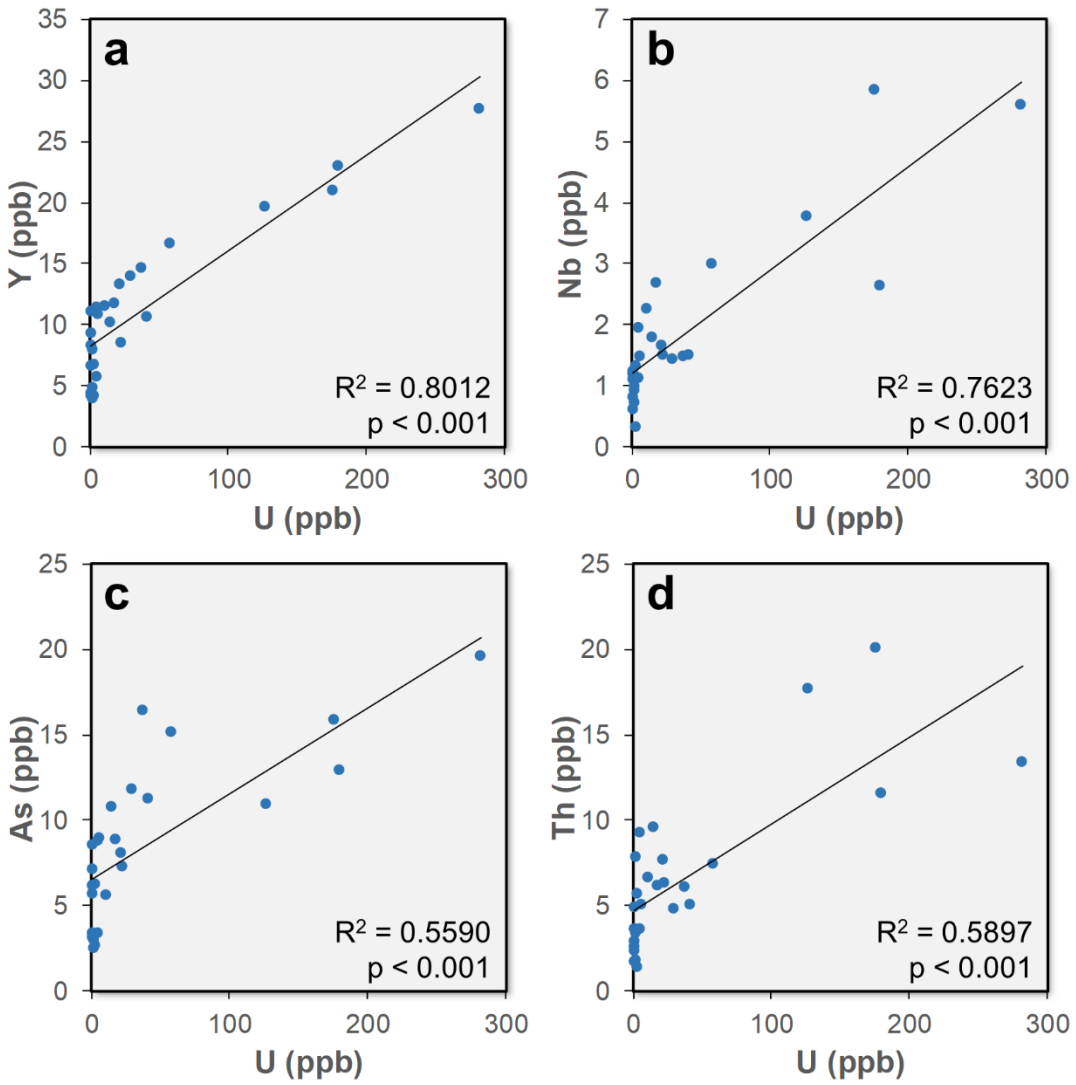 a
35
30
25
20
15
10
5
0
Y (ppb)
0 100 200 300
U (ppb)
R² = 0.8012
p < 0.001
b
7
6
5
4
3
2
1
0
Nb (ppb)
0 100 200 300
U (ppb)
R² = 0.7623
p < 0.001
c
25
20
15
10
5
0
As (ppb)
0 100 200 300
U (ppb)
R² = 0.5590
p < 0.001
d
25
20
15
10
5
0
Th (ppb)
0 100 200 300
U (ppb)
R² = 0.5897
p < 0.001